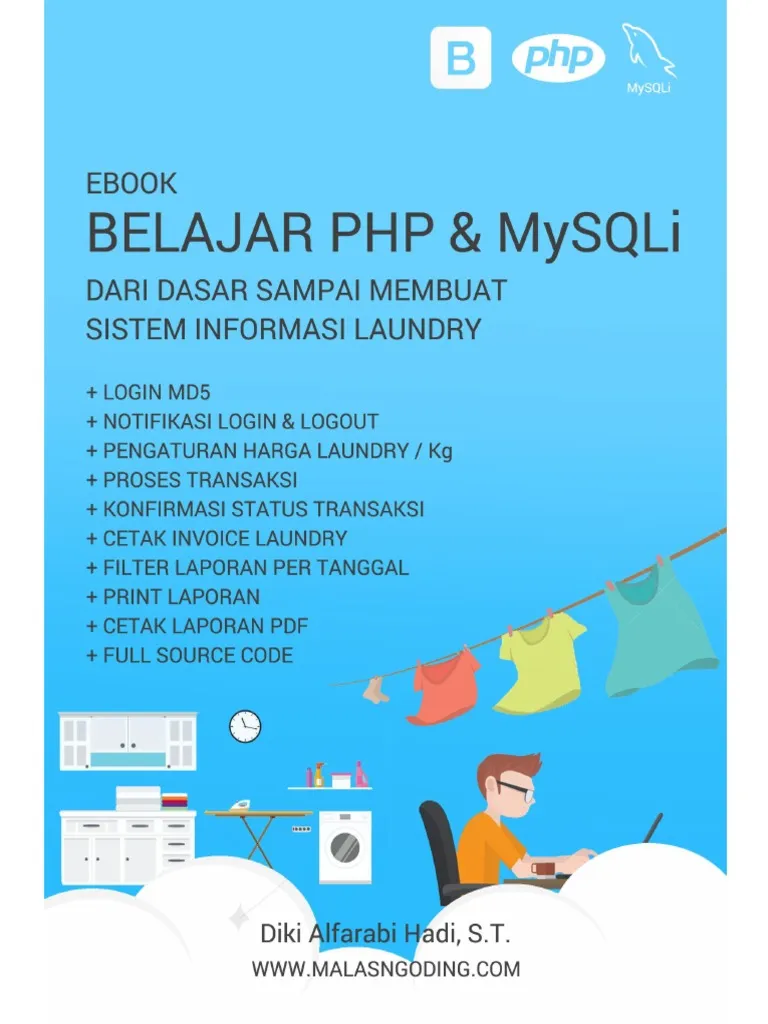 B
php
MySQLi
EBOOK
BELAJAR PHP & MySQLi
DARI DASAR SAMPAI MEMBUAT
SISTEM INFORMASI LAUNDRY
+ LOGIN MD5
+ NOTIFIKASI LOGIN & LOGOUT
+ PENGATURAN HARGA LAUNDRY / Kg
+ PROSES TRANSAKSI
+ KONFIRMASI STATUS TRANSAKSI
+ CETAK INVOICE LAUNDRY
+ FILTER LAPORAN PER TANGGAL
+ PRINT LAPORAN
+ CETAK LAPORAN PDF
+ FULL SOURCE CODE
Diki Alfarabi Hadi, S.T.
WWW.MALASNGODING.COM